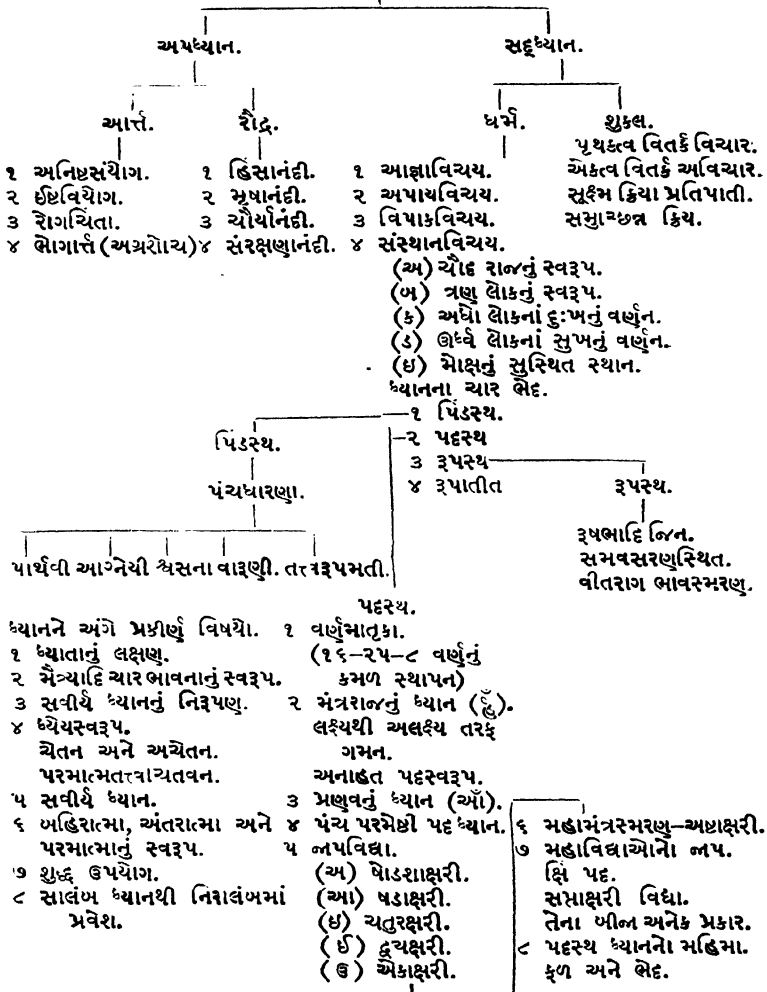 અપધ્યાન.
સદ્ધ્યાન.
આર્ત્ત.
રૌદ્ર.
ધર્મ.
શુકલ.
૧ અનિષ્ટસંયોગ.
૨ ઈષ્ટવિયોગ.
૩ રોગચિંતા.
૪ ભોગાર્ત્ત (અગ્રશોચ)
૧ હિંસાનંદી.
૨ મૃષાનંદી.
૩ ચૌર્યાનંદી.
૪ સંરક્ષણાનંદી.
૧ આજ્ઞાવિચય.
૨ અપાયવિચય.
૩ વિપાકવિચય.
૪ સંસ્થાનવિચય.
(અ) ચૌદ રાજનું સ્વરૂપ.
(બ) ત્રણ લોકનું સ્વરૂપ.
(ક) અધો લોકનાં દુઃખનું વર્ણન.
(ડ) ઊર્ધ્વ લોકનાં સુખનું વર્ણન.
(ઇ) મોક્ષનું સુસ્થિત સ્થાન.
પૃથક્ત્વ વિતર્ક વિચાર.
એકત્વ વિતર્ક અવિચાર.
સૂક્ષ્મ ક્રિયા પ્રતિપાતી.
સમુચ્છન્ન ક્રિય.
ધ્યાનના ચાર ભેદ.
૧ પિંડસ્થ.
૨ પદસ્થ
૩ રૂપસ્થ
૪ રૂપાતીત
પિંડસ્થ.
પંચધારણા.
પાર્થવી આગ્નેયી શ્વસના વારૂણી. તત્ત્વરૂપમતી.
રૂપસ્થ.
રૂષભાદિ જિન.
સમવસરણસ્થિત.
વીતરાગ ભાવસ્મરણ.
ધ્યાનને અંગે પ્રકીર્ણ વિષયો.
૧ ધ્યાતાનું લક્ષણ.
૨ મૈત્ર્યાદિ ચાર ભાવનાનું સ્વરૂપ.
૩ સવીર્ય ધ્યાનનું નિરૂપણ.
૪ ધ્યેયસ્વરૂપ.
ચેતન અને અચેતન.
પરમાત્મતત્ત્વાચતવન.
૫ સવીર્ય ધ્યાન.
૬ બહિરાત્મા, અંતરાત્મા અને
પરમાત્માનું સ્વરૂપ.
૭ શુદ્ધ ઉપયોગ.
૮ સાલંબ ધ્યાનથી નિરાલંબમાં
પ્રવેશ.
પદસ્થ.
૧ વર્ણમાતૃકા.
(૧૬–૨૫–૮ વર્ણનું
કમળ સ્થાપન)
૨ મંત્રરાજનું ધ્યાન (હ્રઁ).
લક્ષ્યથી અલક્ષ્ય તરફ
ગમન.
અનાહત પદસ્વરૂપ.
૩ પ્રણવનું ધ્યાન (ઑં).
૪ પંચ પરમેષ્ઠી પદ ધ્યાન.
૫ જાપવિદ્યા.
(અ) ષોડશાક્ષરી.
(આ) ષડાક્ષરી.
(ઇ) ચતુરક્ષરી.
(ઈ) દ્વચક્ષરી.
(ઉ) એકાક્ષરી.
૬ મહામંત્રસ્મરણ–અષ્ટાક્ષરી.
૭ મહાવિદ્યાઓનો જાપ.
ક્ષિં પદ.
સપ્તાક્ષરી વિદ્યા.
તેના બીજા અનેક પ્રકાર.
૮ પદસ્થ ધ્યાનનો મહિમા.
ફળ અને ભેદ.